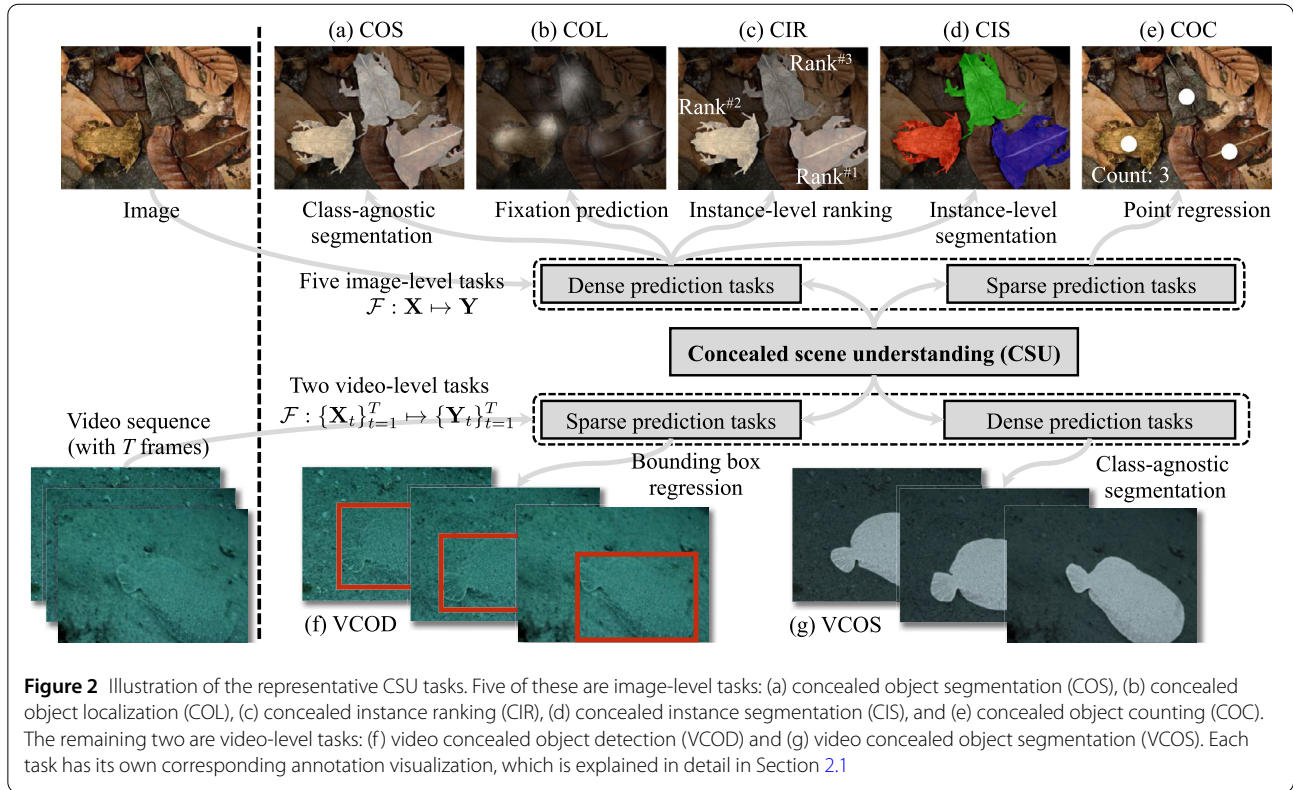 (a) COS
(b) COL
(c) CIR
(d) CIS
(e) COC
Rank#3
Rank#2
Rank#1
Count: 3
Image
Class-agnostic
segmentation
Fixation prediction
Instance-level ranking
Instance-level
segmentation
Point regression
Five image-level tasks
F : X ↦ Y
Dense prediction tasks
Sparse prediction tasks
Concealed scene understanding (CSU)
Two video-level tasks
F : {X_t}_{t=1}^T ↦ {Y_t}_{t=1}^T
Sparse prediction tasks
Dense prediction tasks
Video sequence
(with T frames)
Bounding box
regression
Class-agnostic
segmentation
(f) VCOD
(g) VCOS
Figure 2 Illustration of the representative CSU tasks. Five of these are image-level tasks: (a) concealed object segmentation (COS), (b) concealed
object localization (COL), (c) concealed instance ranking (CIR), (d) concealed instance segmentation (CIS), and (e) concealed object counting (COC).
The remaining two are video-level tasks: (f) video concealed object detection (VCOD) and (g) video concealed object segmentation (VCOS). Each
task has its own corresponding annotation visualization, which is explained in detail in Section 2.1